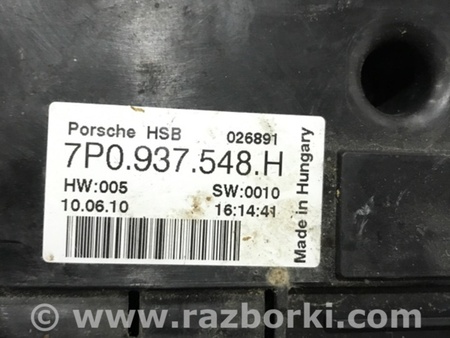 Porsche HSB 026891
7P0.937.548.H
HW:005 SW:0010
10.06.10 16:14:41
Made in Hungary
© www.razborki.com